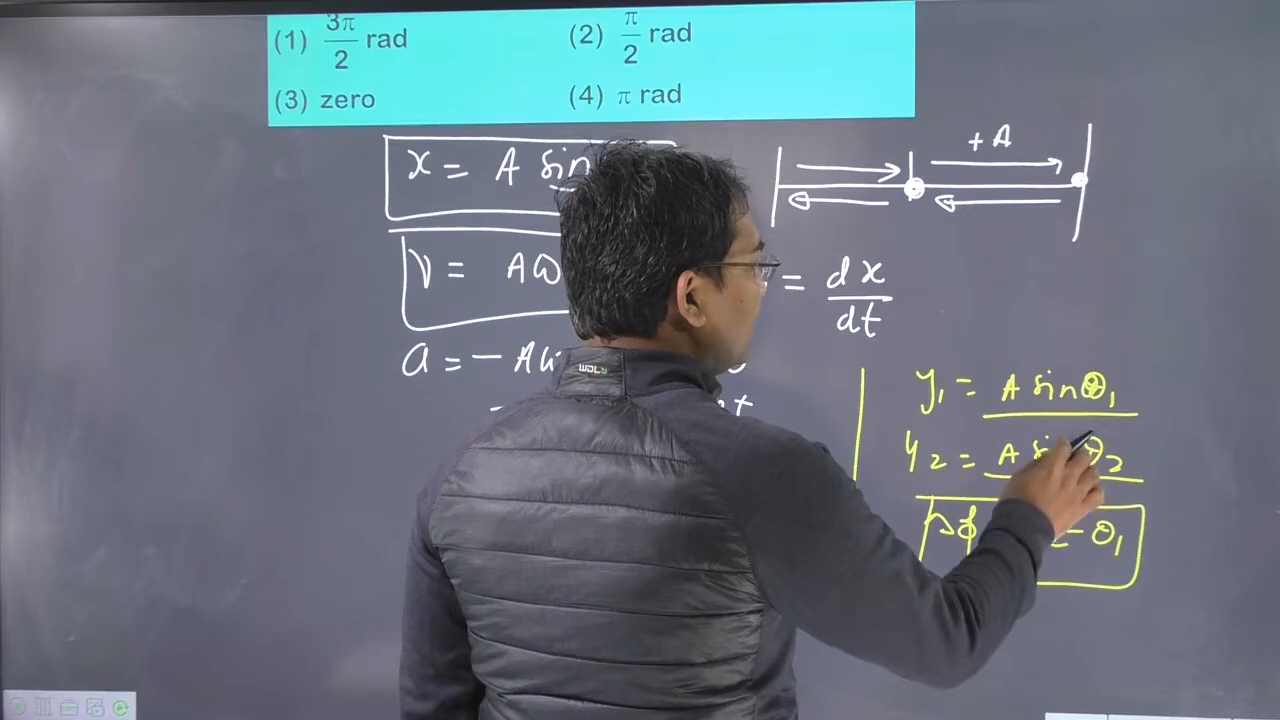 (1) 3π/2 rad (2) π/2 rad
(3) zero (4) π rad
x = A sin
+A
v = Aω
= dx/dt
a = - Aω
t
y₁ = A sinθ₁
y₂ = A si θ₂
Δϕ - θ₁